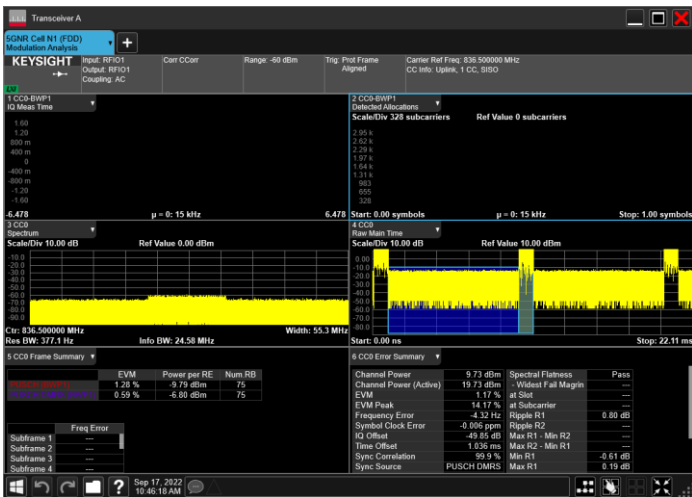 Transceiver A
5GNR Cell N1 (FDD)
Modulation Analysis
KEYSIGHT
Input: RFIO1
Output: RFIO1
Coupling: AC
Corr CCorr
Range: -60 dBm
Trig: Prot Frame
Aligned
Carrier Ref Freq: 836.500000 MHz
CC Info: Uplink, 1 CC, SISO
1 CC0-BWP1
IQ Meas Time
1.60
1.20
800 m
400 m
0
-400 m
-800 m
-1.20
-1.60
-6.478 µ = 0: 15 kHz 6.478
2 CC0-BWP1
Detected Allocations
Scale/Div 328 subcarriers Ref Value 0 subcarriers
2.95 k
2.62 k
2.29 k
1.97 k
1.64 k
1.31 k
983
655
328
Start: 0.00 symbols µ = 0: 15 kHz Stop: 1.00 symbols
3 CC0
Spectrum
Scale/Div 10.00 dB Ref Value 0.00 dBm
-10.0
-20.0
-30.0
-40.0
-50.0
-60.0
-70.0
-80.0
-90.0
Ctr: 836.500000 MHz Width: 55.3 MHz
Res BW: 377.1 Hz Info BW: 24.58 MHz
4 CC0
Raw Main Time
Scale/Div 10.00 dB Ref Value 10.00 dBm
0.00
-10.0
-20.0
-30.0
-40.0
-50.0
-60.0
-70.0
-80.0
Start: 0.00 ns Stop: 22.11 ms
5 CC0 Frame Summary
EVM Power per RE Num RB
1.28 % -9.79 dBm 75
0.59 % -6.80 dBm 75
Freq Error
Subframe 1 ---
Subframe 2 ---
Subframe 3 ---
Subframe 4 ---
6 CC0 Error Summary
Channel Power 9.73 dBm Spectral Flatness Pass
Channel Power (Active) 19.73 dBm - Widest Fail Magrin ---
EVM 1.17 % at Slot ---
EVM Peak 14.17 % at Subcarrier ---
Frequency Error -4.32 Hz Ripple R1 0.80 dB
Symbol Clock Error -0.006 ppm Ripple R2 ---
IQ Offset -49.85 dB Max R1 - Min R2 ---
Time Offset 1.036 ms Max R2 - Min R1 ---
Sync Correlation 99.9 % Min R1 -0.61 dB
Sync Source PUSCH DMRS Max R1 0.19 dB
Sep 17, 2022
10:46:18 AM